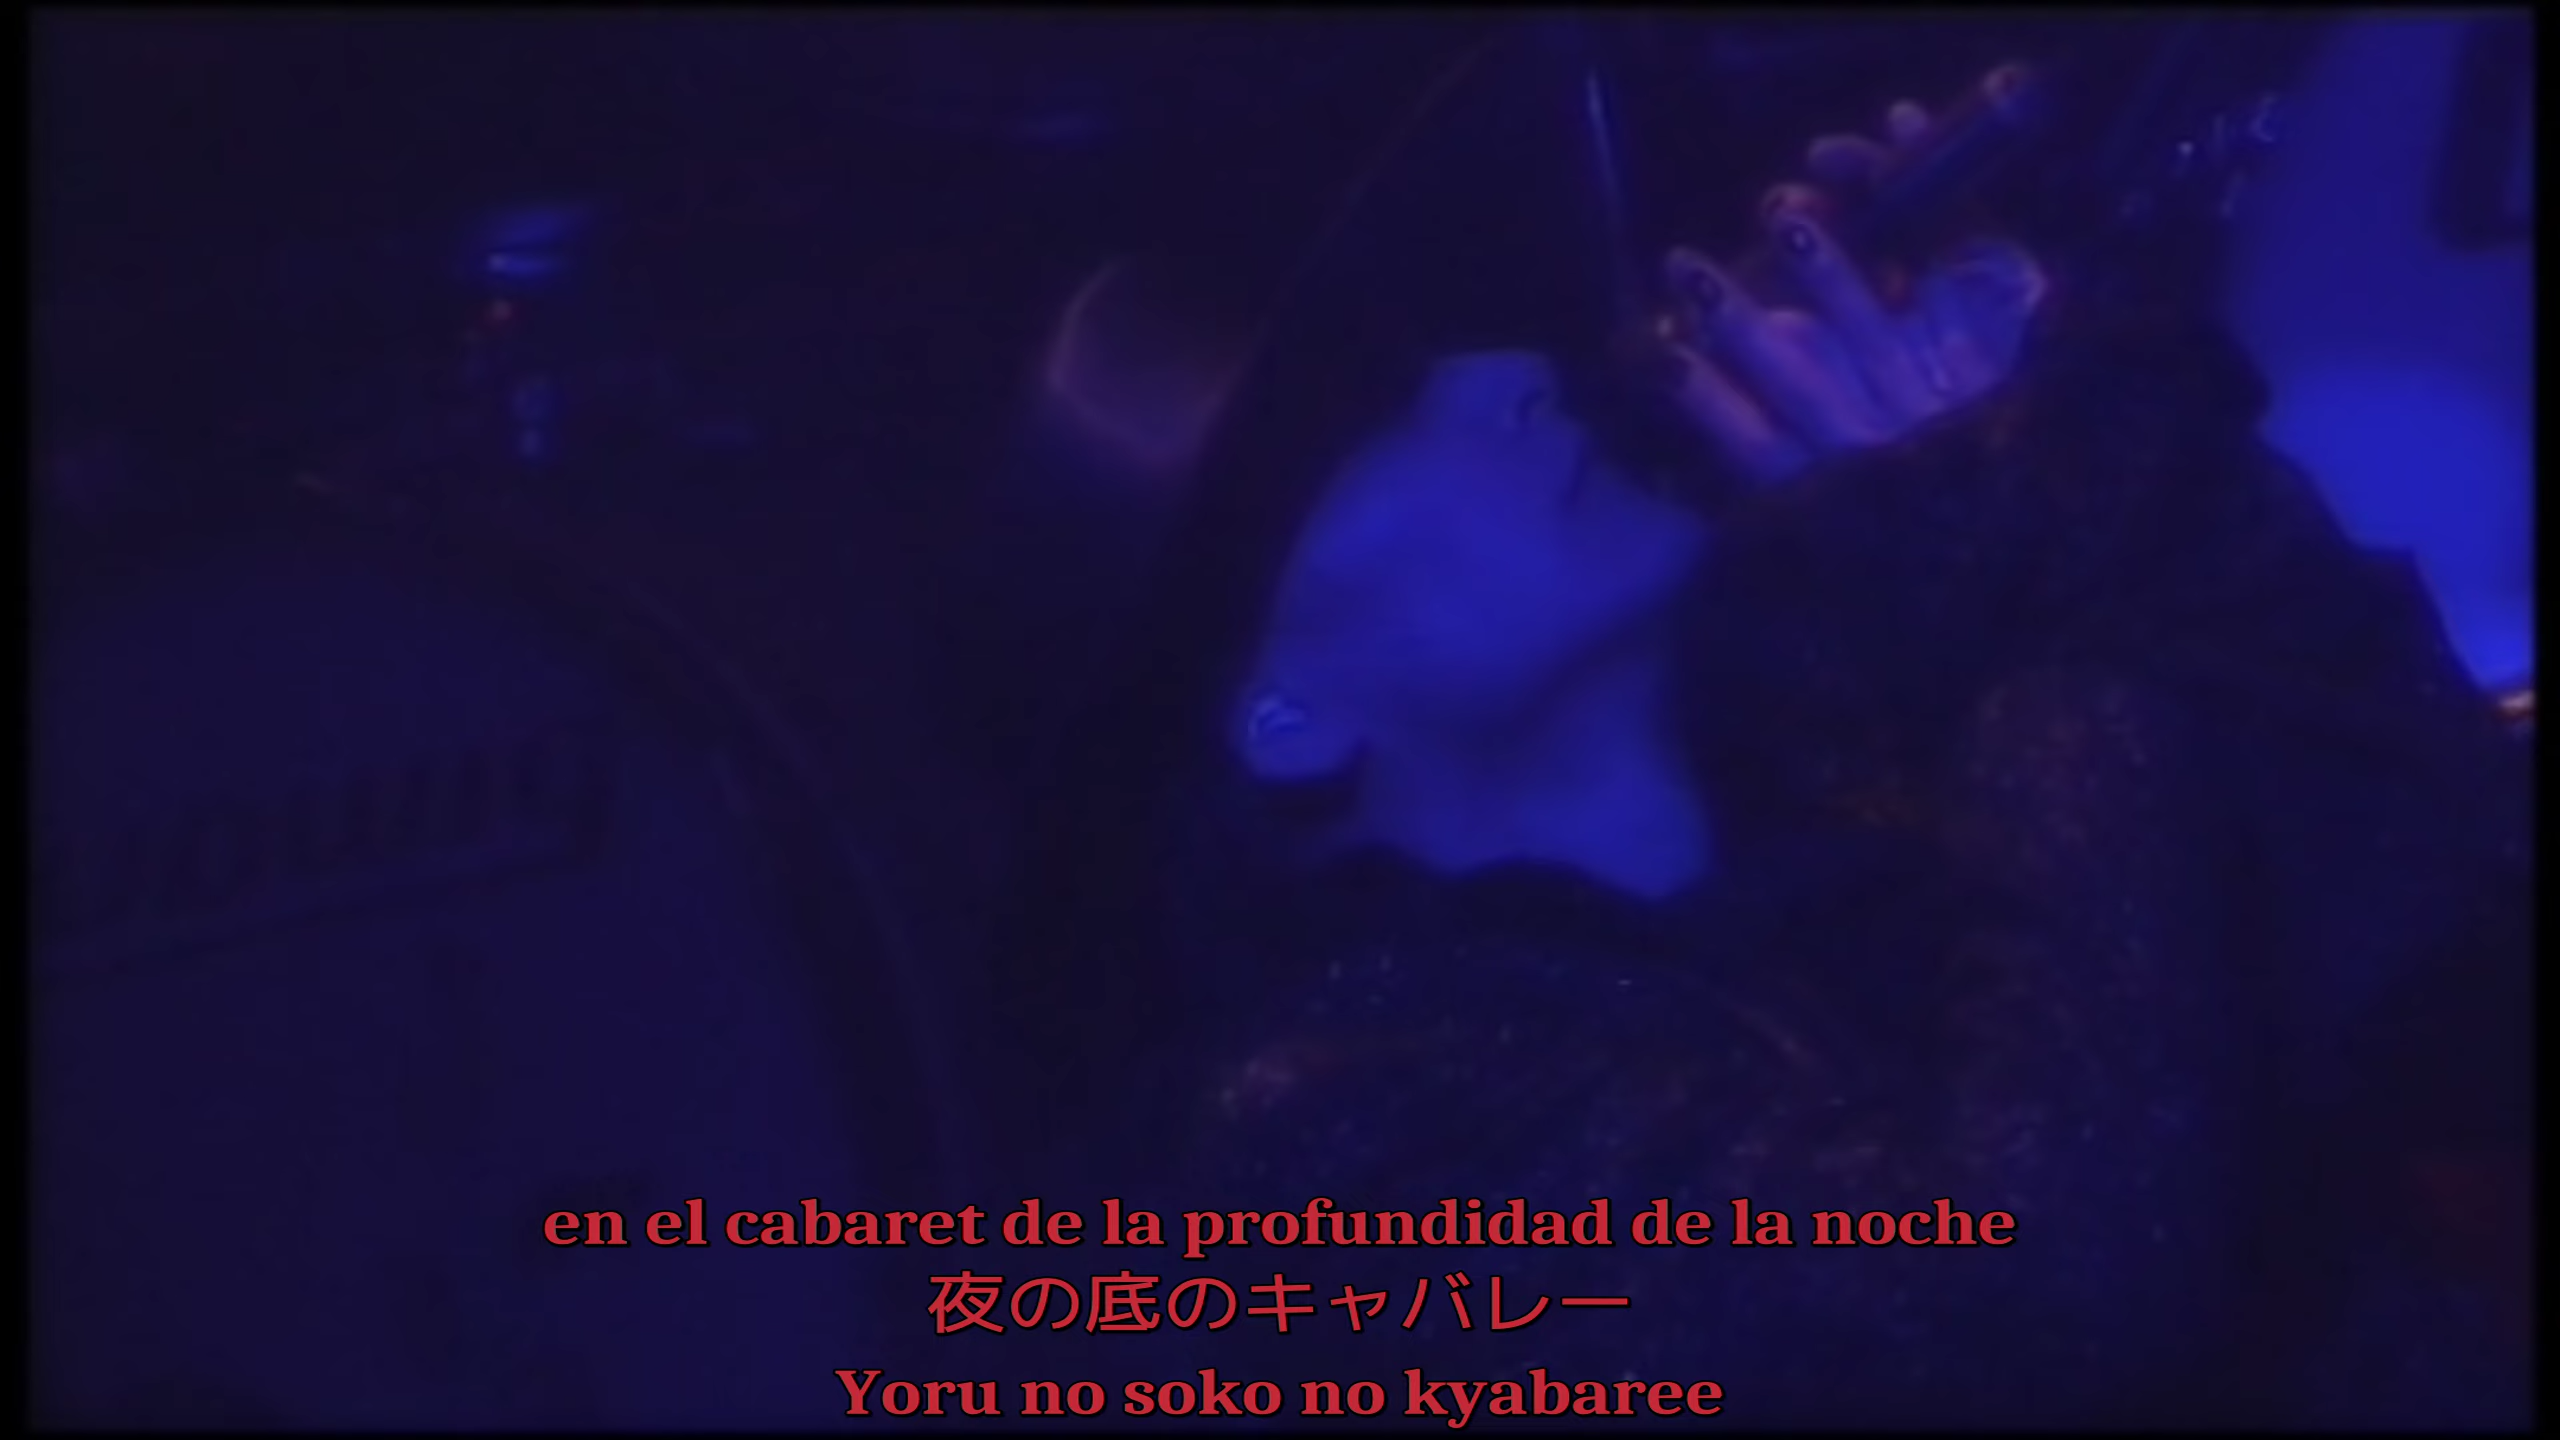 en el cabaret de la profundidad de la noche
夜の底のキャバレー
Yoru no soko no kyabaree